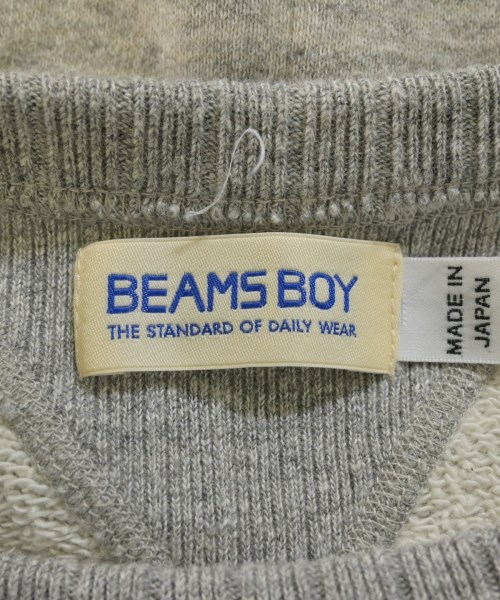 BEAMS BOY
THE STANDARD OF DAILY WEAR
MADE IN
JAPAN